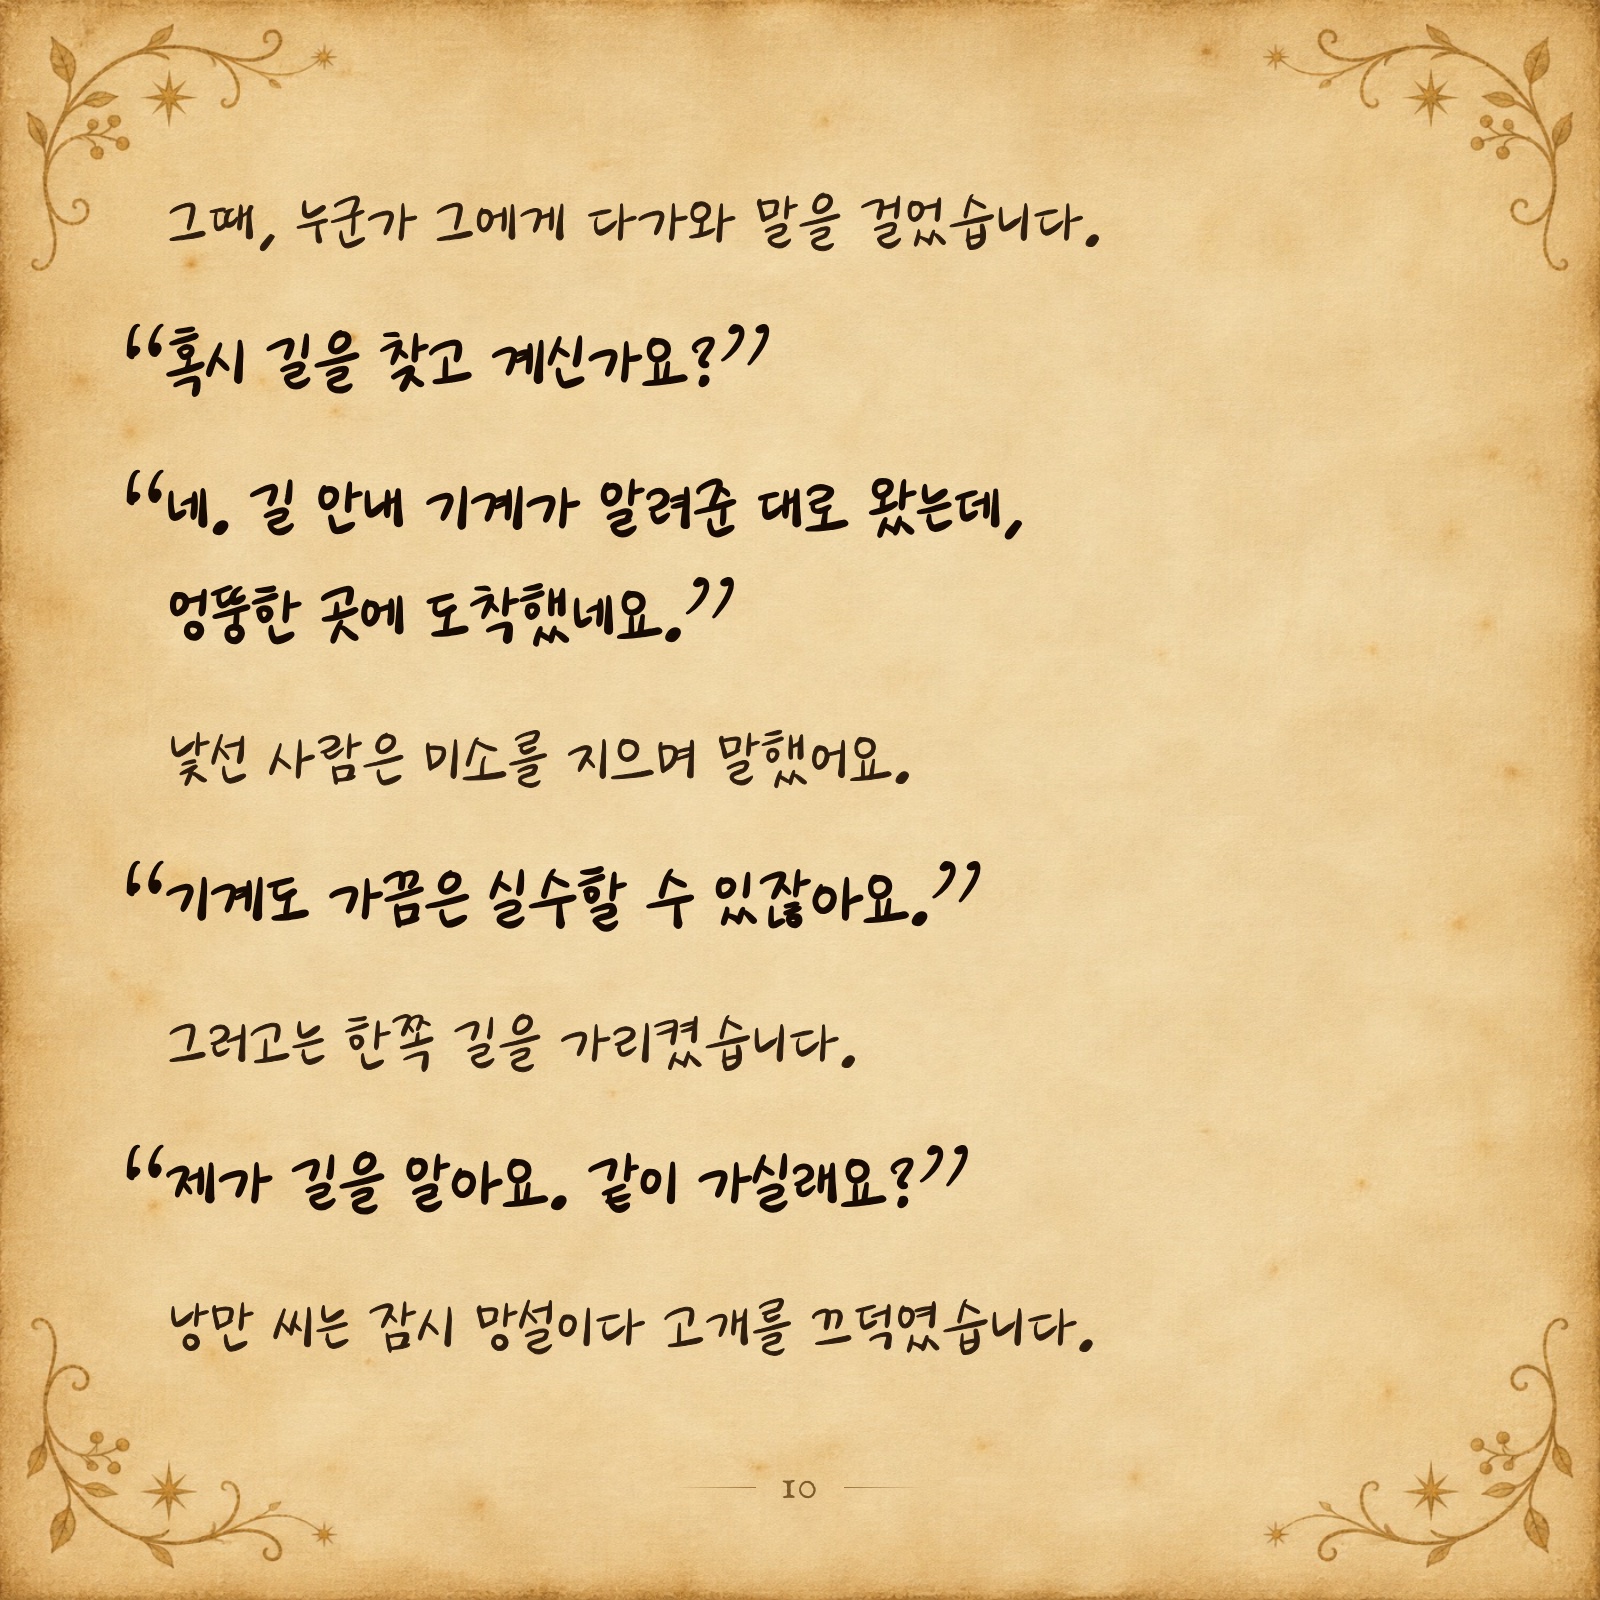 그때, 누군가 그에게 다가와 말을 걸었습니다.
“혹시 길을 찾고 계신가요?”
“네. 길 안내 기계가 알려준 대로 왔는데,
엉뚱한 곳에 도착했네요.”
낯선 사람은 미소를 지으며 말했어요.
“기계도 가끔은 실수할 수 있잖아요.”
그러고는 한쪽 길을 가리켰습니다.
“제가 길을 알아요. 같이 가실래요?”
낭만 씨는 잠시 망설이다 고개를 끄덕였습니다.
10